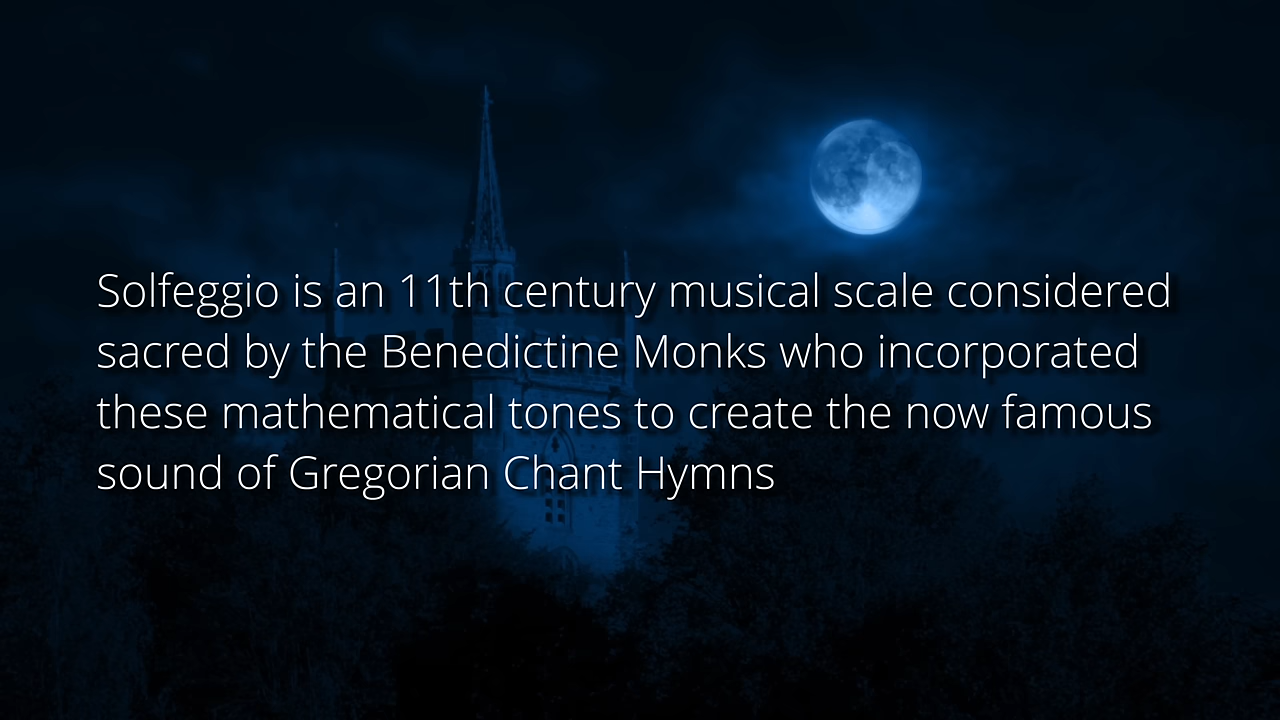 Solfeggio is an 11th century musical scale considered
sacred by the Benedictine Monks who incorporated
these mathematical tones to create the now famous
sound of Gregorian Chant Hymns